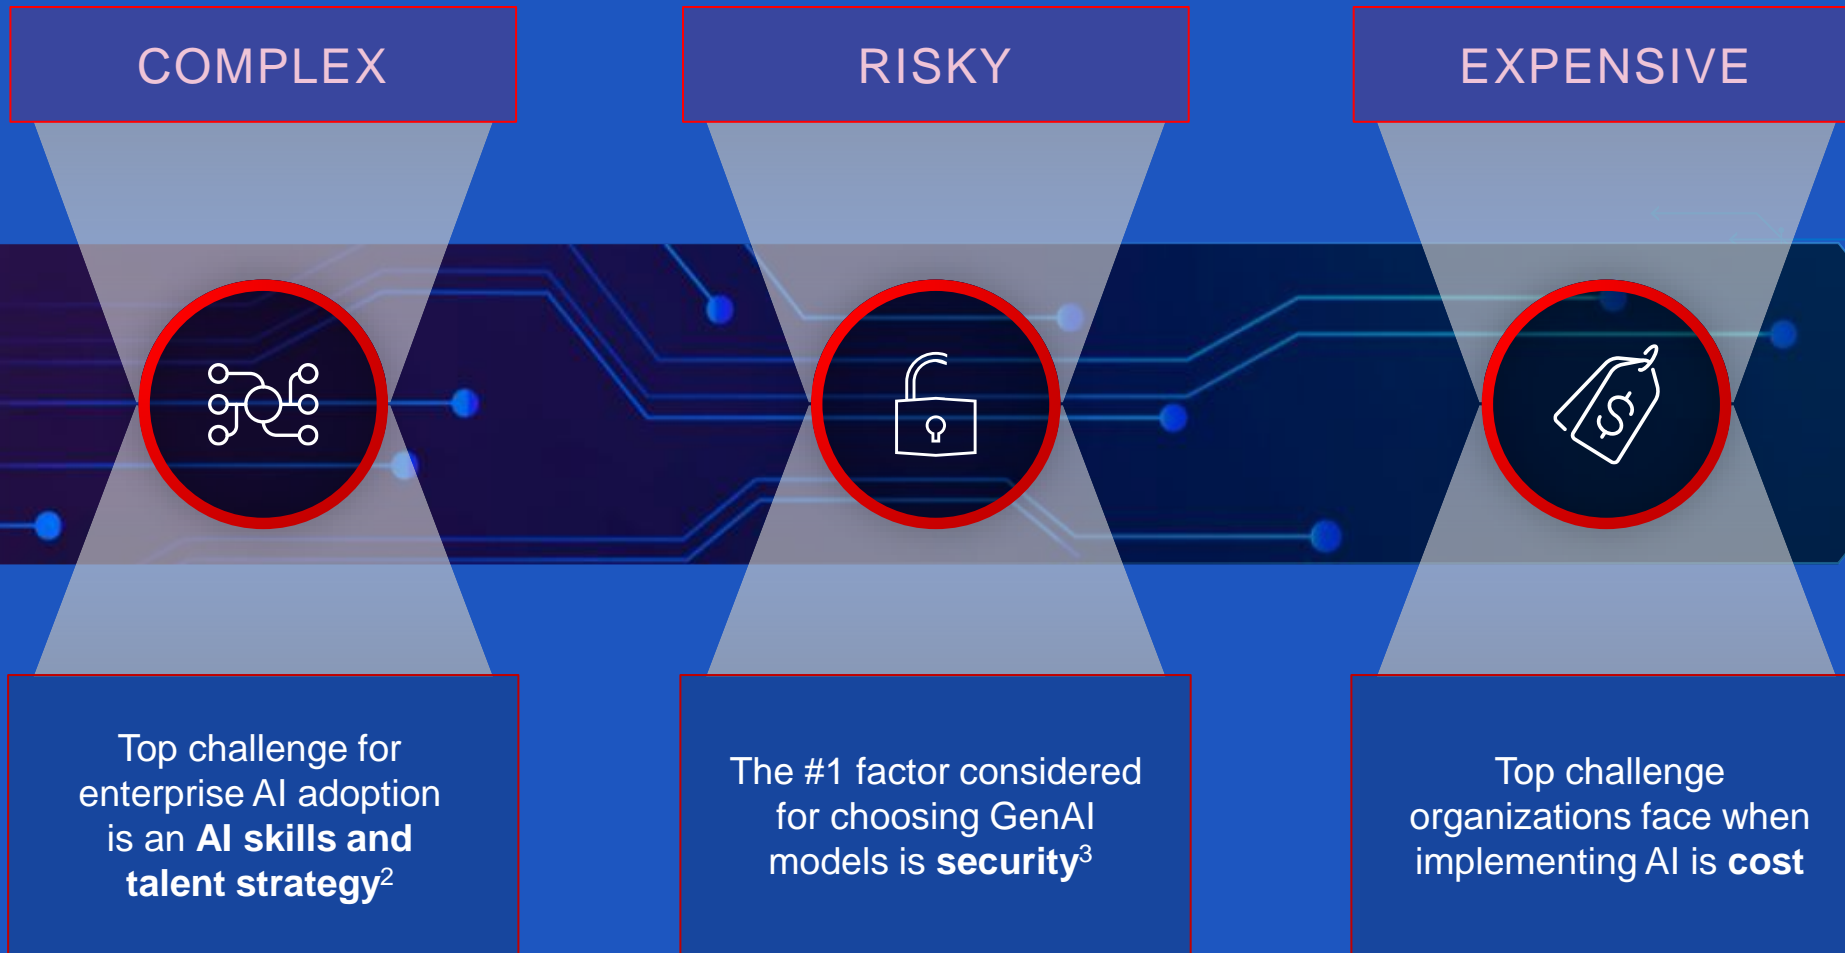 COMPLEX
Top challenge for
enterprise AI adoption
is an AI skills and
talent strategy2
RISKY
The #1 factor considered
for choosing GenAI
models is security3
EXPENSIVE
$
Top challenge
organizations face when
implementing AI is cost